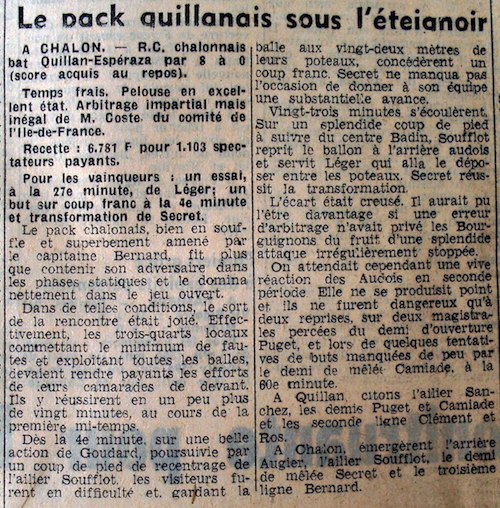 Le pack quillanais sous l'éteignoir
A CHALON. — R.C. chalonnais
bat Quillan-Espéraza par 8 à 0
(score acquis au repos).
Temps frais. Pelouse en excel-
lent état. Arbitrage impartial mais
inégal de M. Coste. du comité de
l'Ile-de-France.
Recette : 6.781 F pour 1.103 spec-
tateurs payants.
Pour les vainqueurs : un essai,
à la 27e minute, de Léger; un
but sur coup franc à la 4e minute
et transformation de Secret.
Le pack chalonais, bien en souf-
fle et superbement amené par
le capitaine Bernard, fit plus
que contenir son adversaire dans
les phases statiques et le domina
nettement dans le jeu ouvert.
Dans de telles conditions, le sort
de la rencontre était joué. Effec-
tivement, les trois-quarts locaux
commettant le minimum de fau-
tes et exploitant toutes les balles,
devaient rendre payants les efforts
de leurs camarades de devant.
Ils y réussirent en un peu plus
de vingt minutes, au cours de la
première mi-temps.
Dès la 4e minute, sur une belle
action de Goudard, poursuivie par
un coup de pied de recentrage de
l'ailier Soufflot, les visiteurs fu-
rent en difficulté et, gardant la
balle aux vingt-deux mètres de
leurs poteaux, concédèrent un
coup franc. Secret ne manqua pas
l'occasion de donner à son équipe
une substantielle avance.
Vingt-trois minutes s'écoulèrent.
Sur un splendide coup de pied
à suivre du centre Badin, Soufflot
reprit le ballon à l'arrière audois
et servit Léger qui alla le dépo-
ser entre les poteaux. Secret réus-
sit la transformation.
L'écart était creusé. Il aurait pu
l'être davantage si une erreur
d'arbitrage n'avait privé les Bour-
guignons du fruit d'une splendide
attaque irrégulièrement stoppée.
On attendait cependant une vive
réaction des Audois en seconde
période Elle ne se produisit point
et ils ne furent dangereux qu'à
deux reprises, sur deux magistra-
les percées du demi d'ouverture
Puget, et lors de quelques tentati-
ves de buts manquées de peu par
le demi de mêlée Camiade, à la
60e minute.
A Quillan, citons l'ailier San-
chez, les demis Puget et Camiade
et les seconde ligne Clément et
Ros.
A Chalon, émergèrent l'arrière
Augier, l'ailier Soufflot, le demi
de mêlée Secret et le troisième
ligne Bernard.